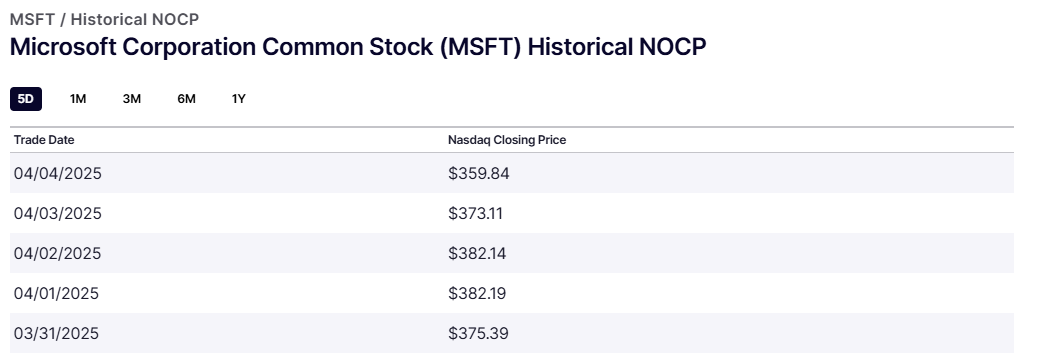 MSFT / Historical NOCP
Microsoft Corporation Common Stock (MSFT) Historical NOCP
5D 1M 3M 6M 1Y
Trade Date Nasdaq Closing Price
04/04/2025 $359.84
04/03/2025 $373.11
04/02/2025 $382.14
04/01/2025 $382.19
03/31/2025 $375.39